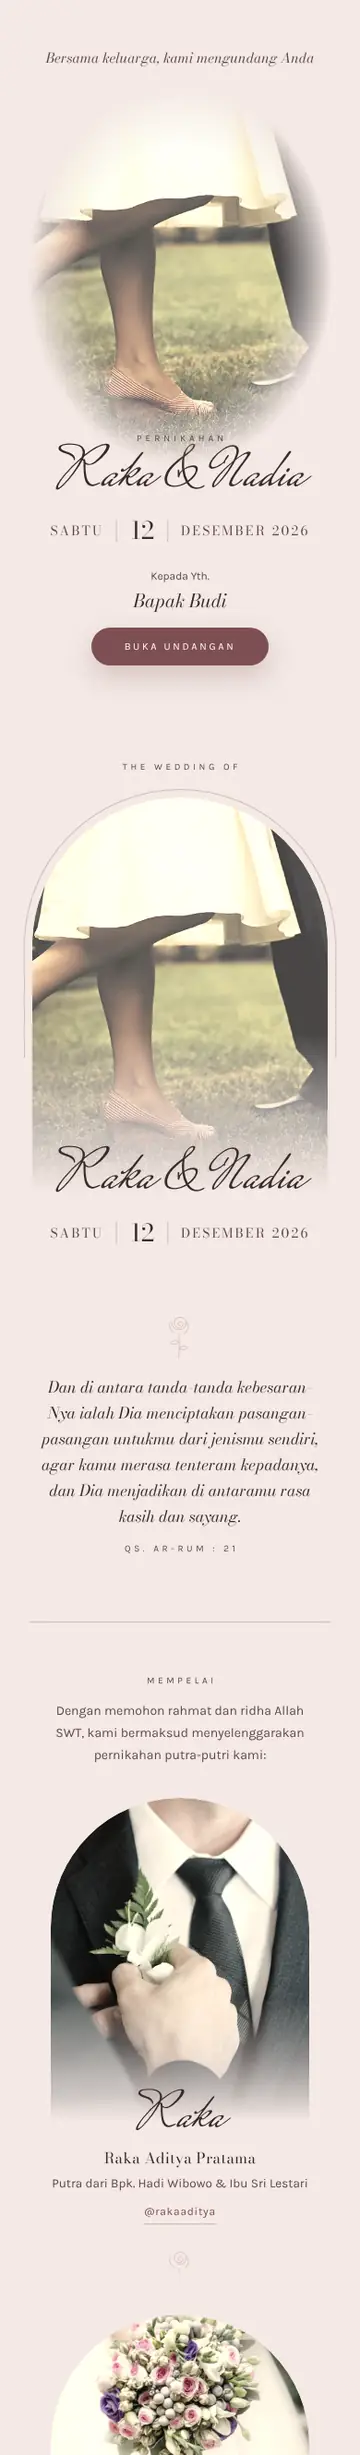 Bersama keluarga, kami mengundang Anda
PERNIKAHAN
Raka & Nadia
SABTU | 12 | DESEMBER 2026
Kepada Yth.
Bapak Budi
BUKA UNDANGAN
THE WEDDING OF
Raka & Nadia
SABTU | 12 | DESEMBER 2026
Dan di antara tanda-tanda kebesaran-
Nya ialah Dia menciptakan pasangan-
pasangan untukmu dari jenismu sendiri,
agar kamu merasa tenteram kepadanya,
dan Dia menjadikan di antaramu rasa
kasih dan sayang.
QS. AR-RUM : 21
MEMPELAI
Dengan memohon rahmat dan ridha Allah
SWT, kami bermaksud menyelenggarakan
pernikahan putra-putri kami:
Raka
Raka Aditya Pratama
Putra dari Bpk. Hadi Wibowo & Ibu Sri Lestari
@rakaaditya